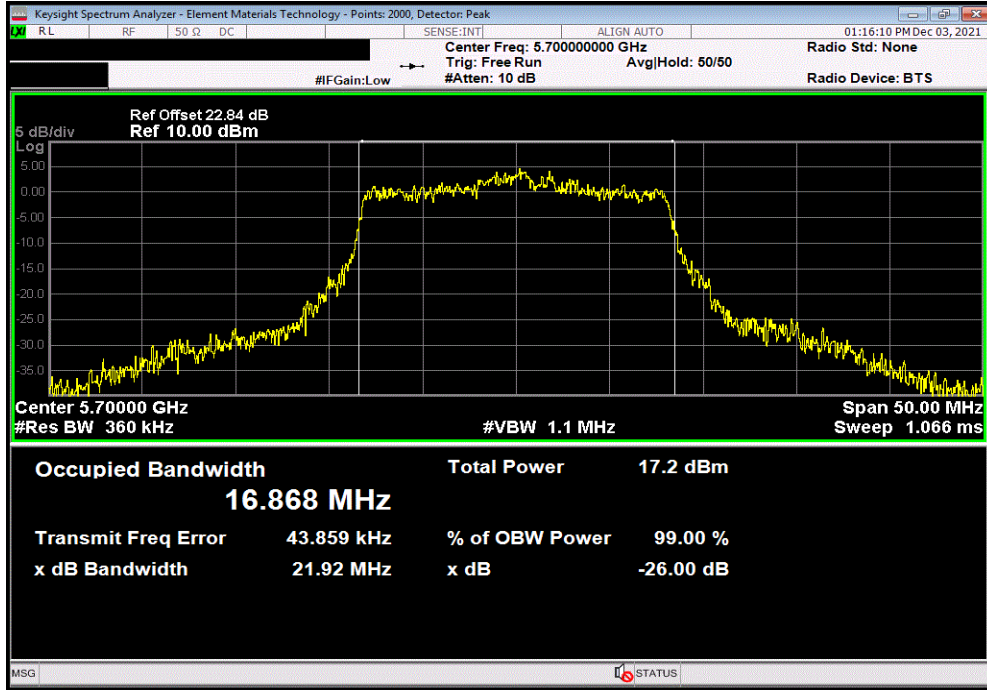 Keysight Spectrum Analyzer - Element Materials Technology - Points: 2000, Detector: Peak
LXI RL RF 50 Ω DC SENSE:INT ALIGN AUTO 01:16:10 PM Dec 03, 2021
Center Freq: 5.700000000 GHz Radio Std: None
Trig: Free Run Avg|Hold: 50/50
#IFGain:Low #Atten: 10 dB Radio Device: BTS
Ref Offset 22.84 dB
5 dB/div Ref 10.00 dBm
Log
5.00
0.00
-5.00
-10.0
-15.0
-20.0
-25.0
-30.0
-35.0
Center 5.70000 GHz Span 50.00 MHz
#Res BW 360 kHz #VBW 1.1 MHz Sweep 1.066 ms
Occupied Bandwidth Total Power 17.2 dBm
16.868 MHz
Transmit Freq Error 43.859 kHz % of OBW Power 99.00 %
x dB Bandwidth 21.92 MHz x dB -26.00 dB
MSG STATUS